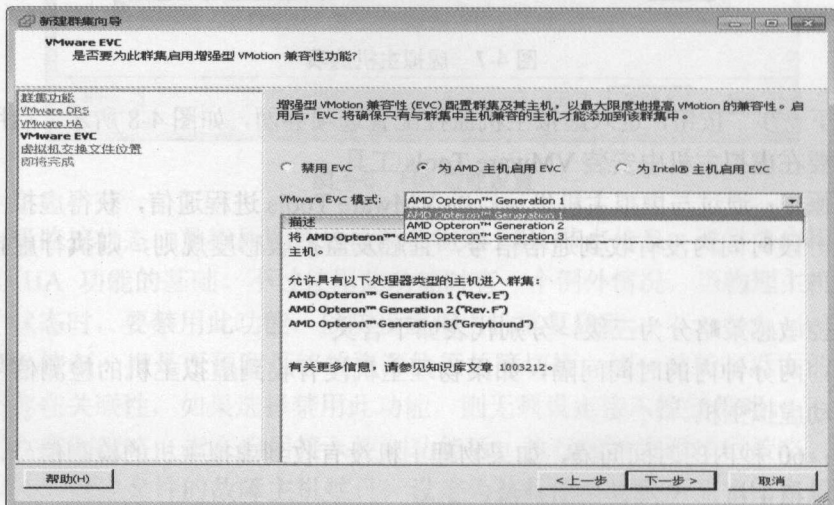 新建群集向导
VMware EVC
是否要为此群集启用增强型 VMotion 兼容性功能?
群集功能
VMware DRS
VMware HA
VMware EVC
虚拟机交换文件位置
即将完成
增强型 VMotion 兼容性 (EVC) 配置群集及其主机，以最大限度地提高 VMotion 的兼容性。启
用后，EVC 将确保只有与群集中主机兼容的主机才能添加到该群集中。
禁用 EVC
为 AMD 主机启用 EVC
为 Intel® 主机启用 EVC
VMware EVC 模式:
AMD Opteron™ Generation 1
AMD Opteron™ Generation 1
AMD Opteron™ Generation 2
AMD Opteron™ Generation 3
描述
将 AMD Opteron™
主机。
允许具有以下处理器类型的主机进入群集:
AMD Opteron™ Generation 1 ("Rev.E")
AMD Opteron™ Generation 2 ("Rev.F")
AMD Opteron™ Generation 3 ("Greyhound")
有关更多信息，请参见知识库文章 1003212。
帮助(H)
< 上一步
下一步 >
取消